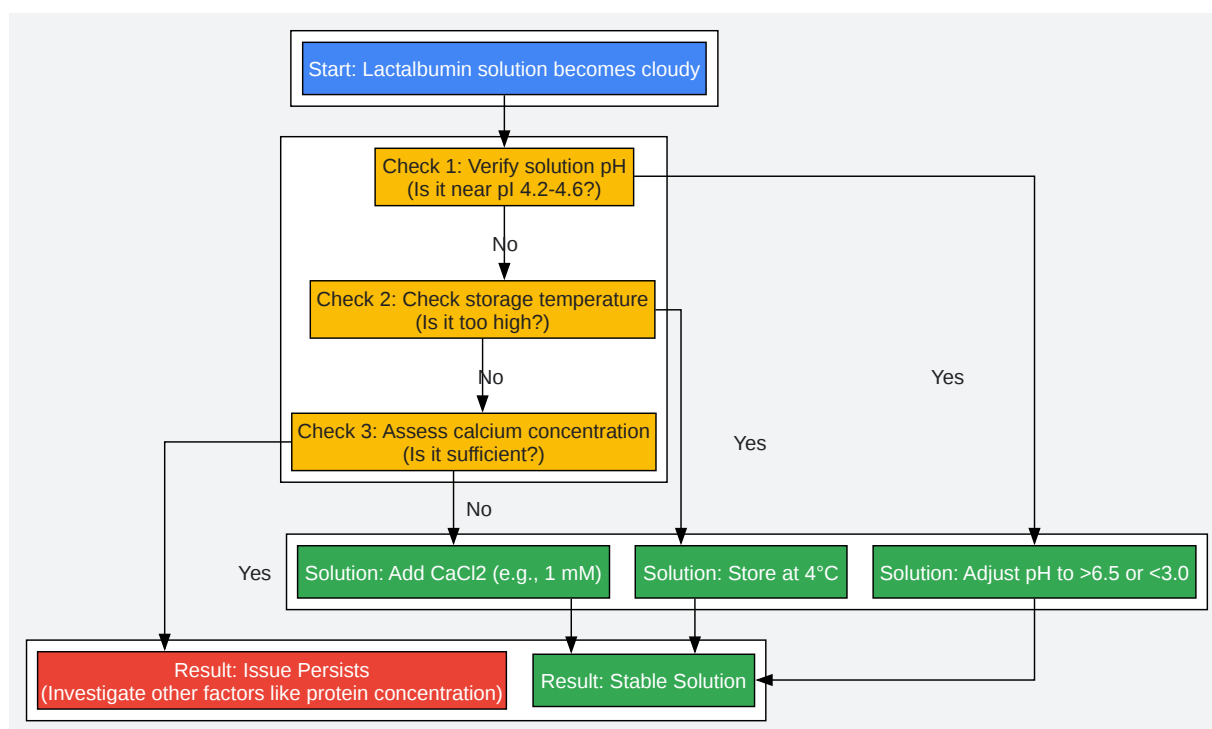 Start: Lactalbumin solution becomes cloudy
Check 1: Verify solution pH
(Is it near pI 4.2-4.6?)
No
Check 2: Check storage temperature
(Is it too high?)
No
Yes
Check 3: Assess calcium concentration
(Is it sufficient?)
Yes
No
Yes
Solution: Add CaCl2 (e.g., 1 mM)
Solution: Store at 4°C
Solution: Adjust pH to >6.5 or <3.0
Result: Issue Persists
(Investigate other factors like protein concentration)
Result: Stable Solution